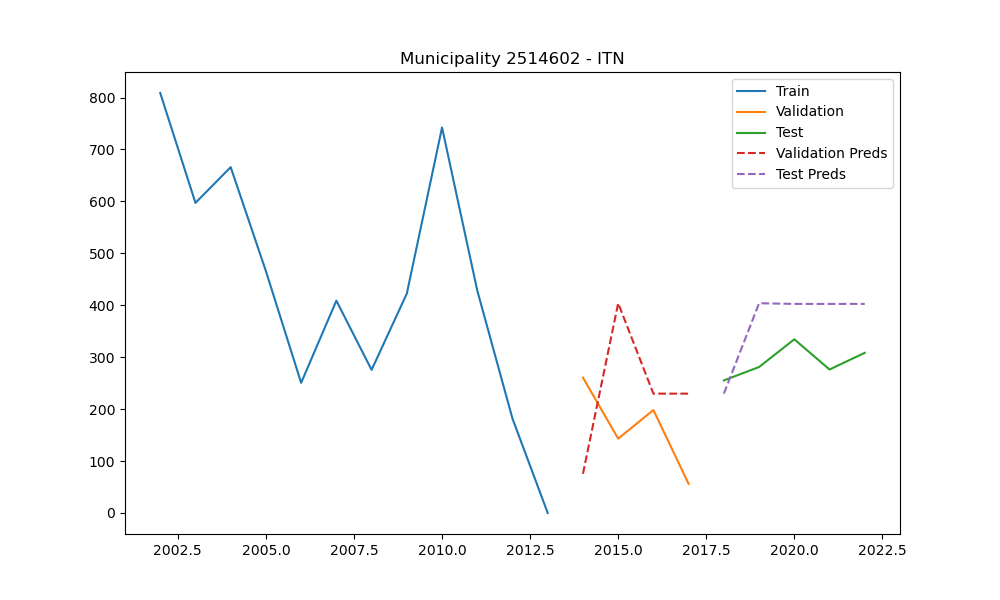 Municipality 2514602 - ITN
Train
Validation
Test
Validation Preds
Test Preds
800
700
600
500
400
300
200
100
0
2002.5 2005.0 2007.5 2010.0 2012.5 2015.0 2017.5 2020.0 2022.5